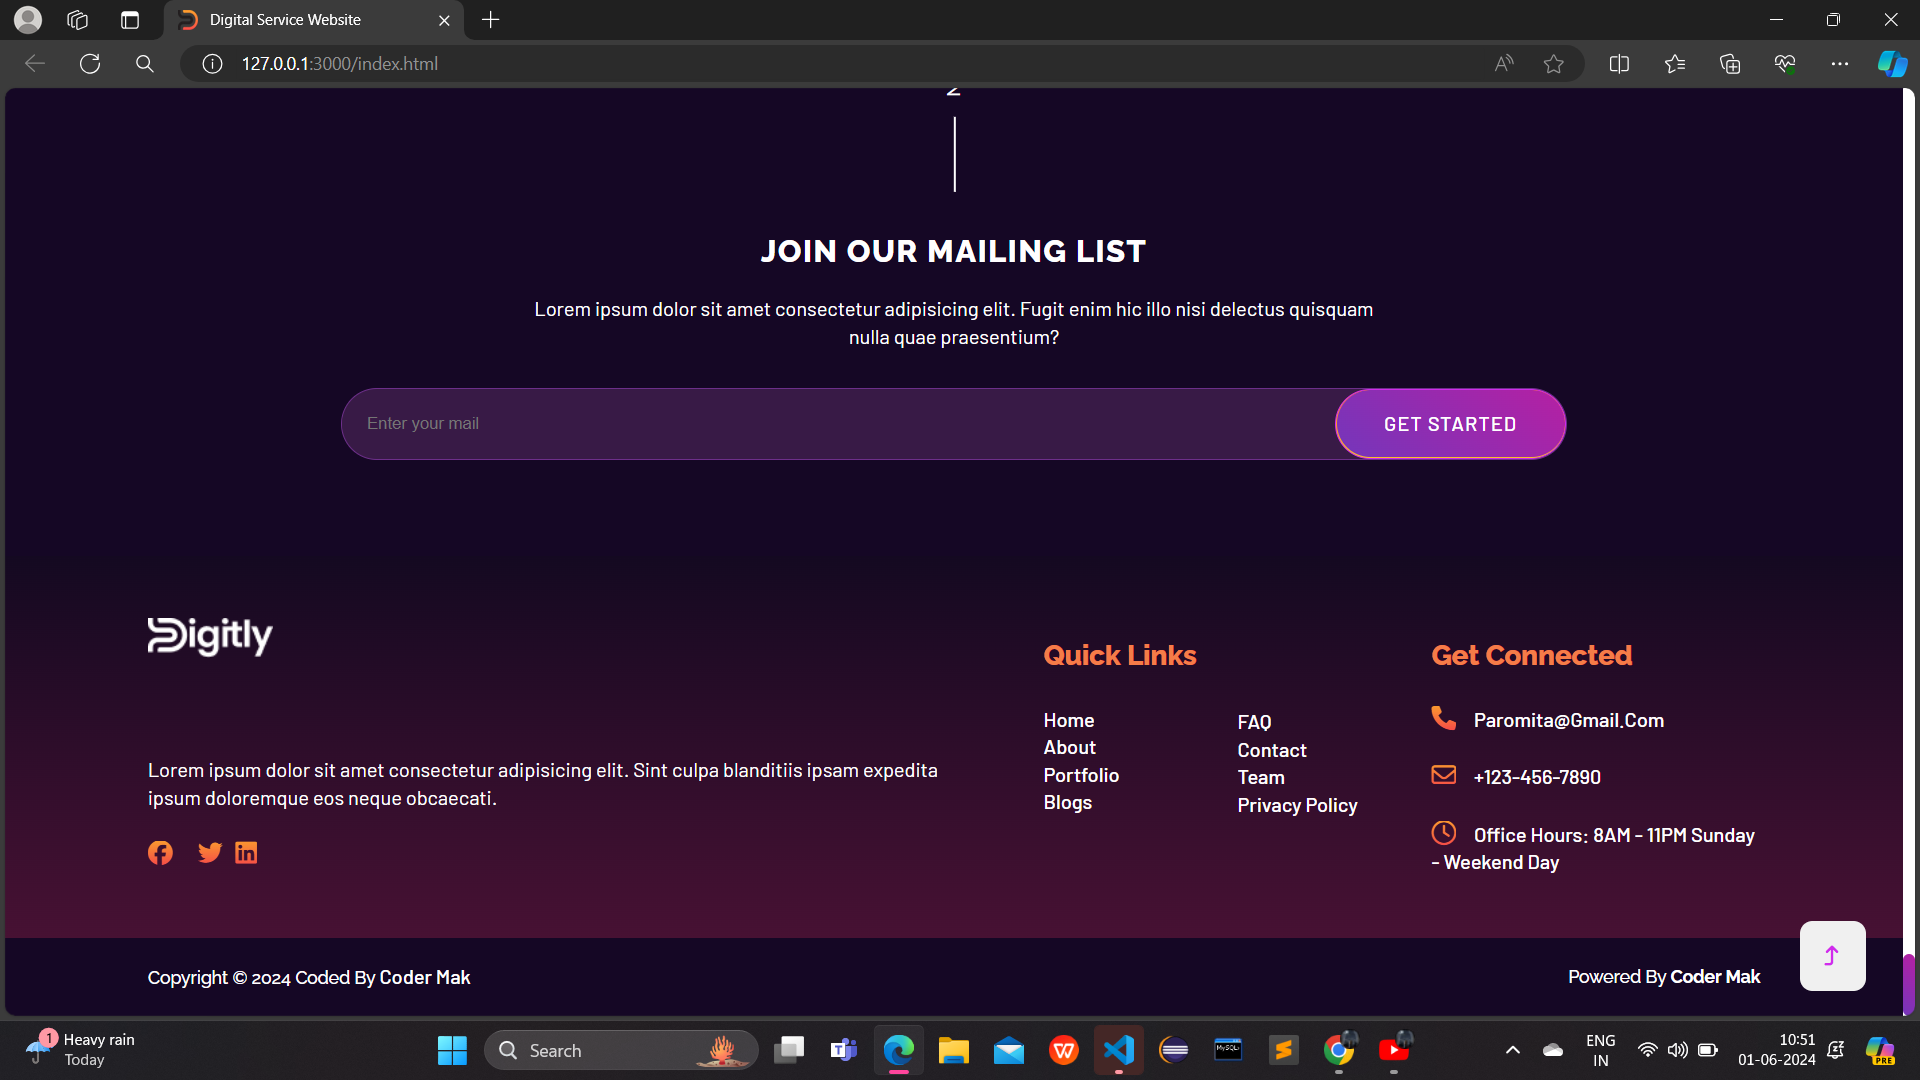 Digital Service Website
127.0.0.1:3000/index.html
JOIN OUR MAILING LIST
Lorem ipsum dolor sit amet consectetur adipisicing elit. Fugit enim hic illo nisi delectus quisquam
nulla quae praesentium?
Enter your mail
GET STARTED
Digitly
Lorem ipsum dolor sit amet consectetur adipisicing elit. Sint culpa blanditiis ipsam expedita
ipsum doloremque eos neque obcaecati.
Quick Links
Home
About
Portfolio
Blogs
FAQ
Contact
Team
Privacy Policy
Get Connected
Paromita@Gmail.Com
+123-456-7890
Office Hours: 8AM - 11PM Sunday
- Weekend Day
Copyright © 2024 Coded By Coder Mak
Powered By Coder Mak
1
Heavy rain
Today
Search
MySQL
ENG
IN
10:51
01-06-2024
PRE